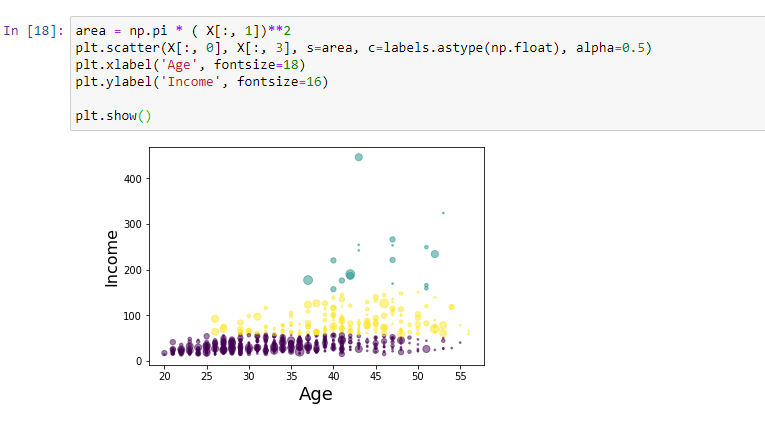 In [18]: area = np.pi * ( X[:, 1])**2
plt.scatter(X[:, 0], X[:, 3], s=area, c=labels.astype(np.float), alpha=0.5)
plt.xlabel('Age', fontsize=18)
plt.ylabel('Income', fontsize=16)
plt.show()
400
300
200
100
0
Income
20 25 30 35 40 45 50 55
Age